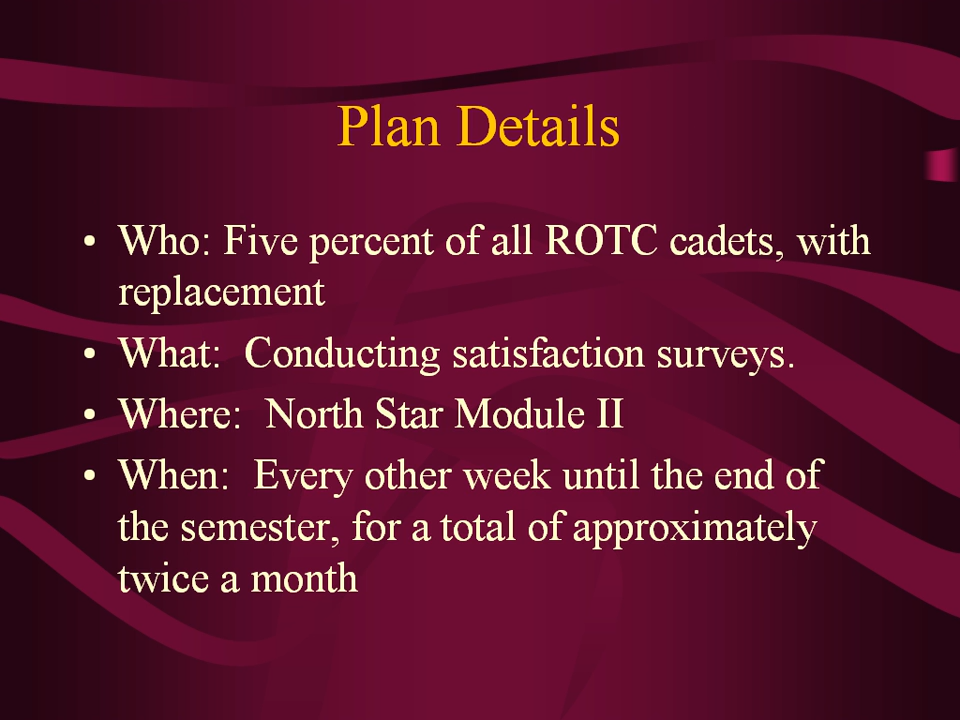 Plan Details
• Who: Five percent of all ROTC cadets, with
replacement
• What:  Conducting satisfaction surveys.
• Where:  North Star Module II
• When:  Every other week until the end of
the semester, for a total of approximately
twice a month